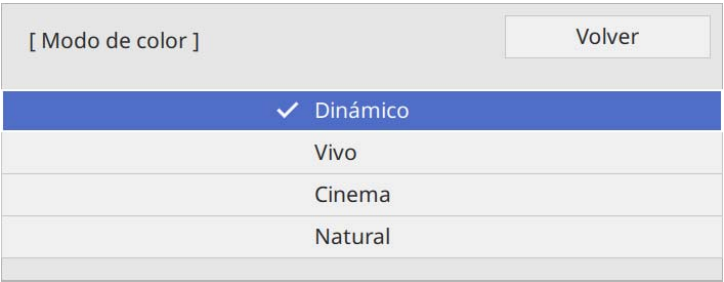 [ Modo de color ]
Volver
✓ Dinámico
Vivo
Cinema
Natural